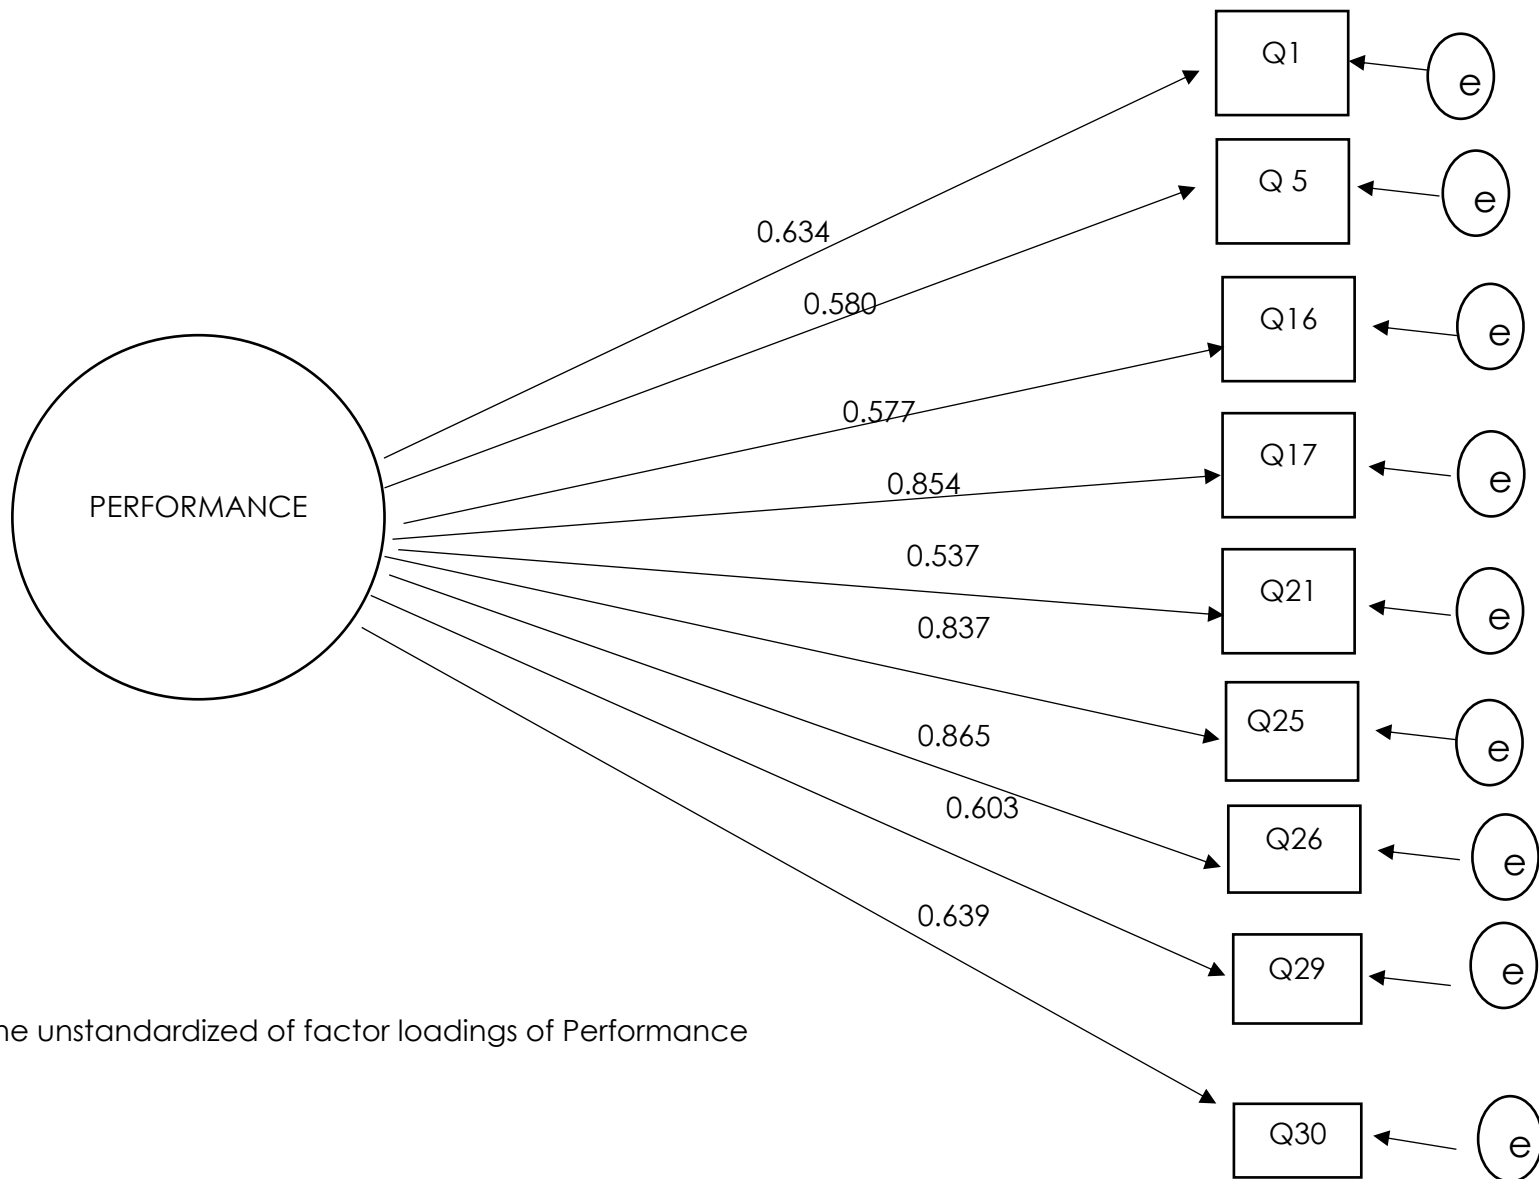 Q1
e
Q 5
e
0.634
0.580
Q16
e
0.577
Q17
e
0.854
PERFORMANCE
0.537
Q21
e
0.837
Q25
e
0.865
0.603
Q26
e
0.639
Q29
e
he unstandardized of factor loadings of Performance
Q30
e